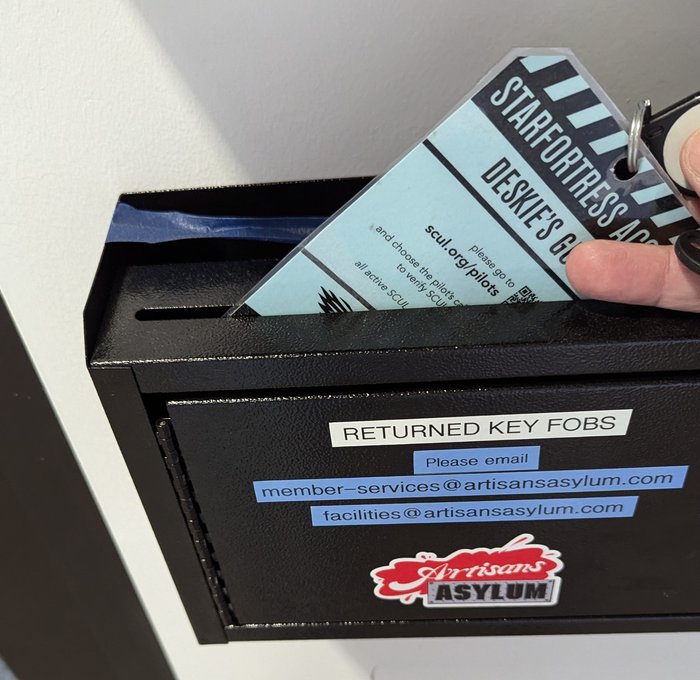 STARFORTRESS
DESKIE'S
please go to
scul.org/pilots
and choose the pilot's
to verify
all active SCUL
RETURNED KEY FOBS
Please email
member-services@artisansasylum.com
facilities@artisansasylum.com
Artisans
ASYLUM